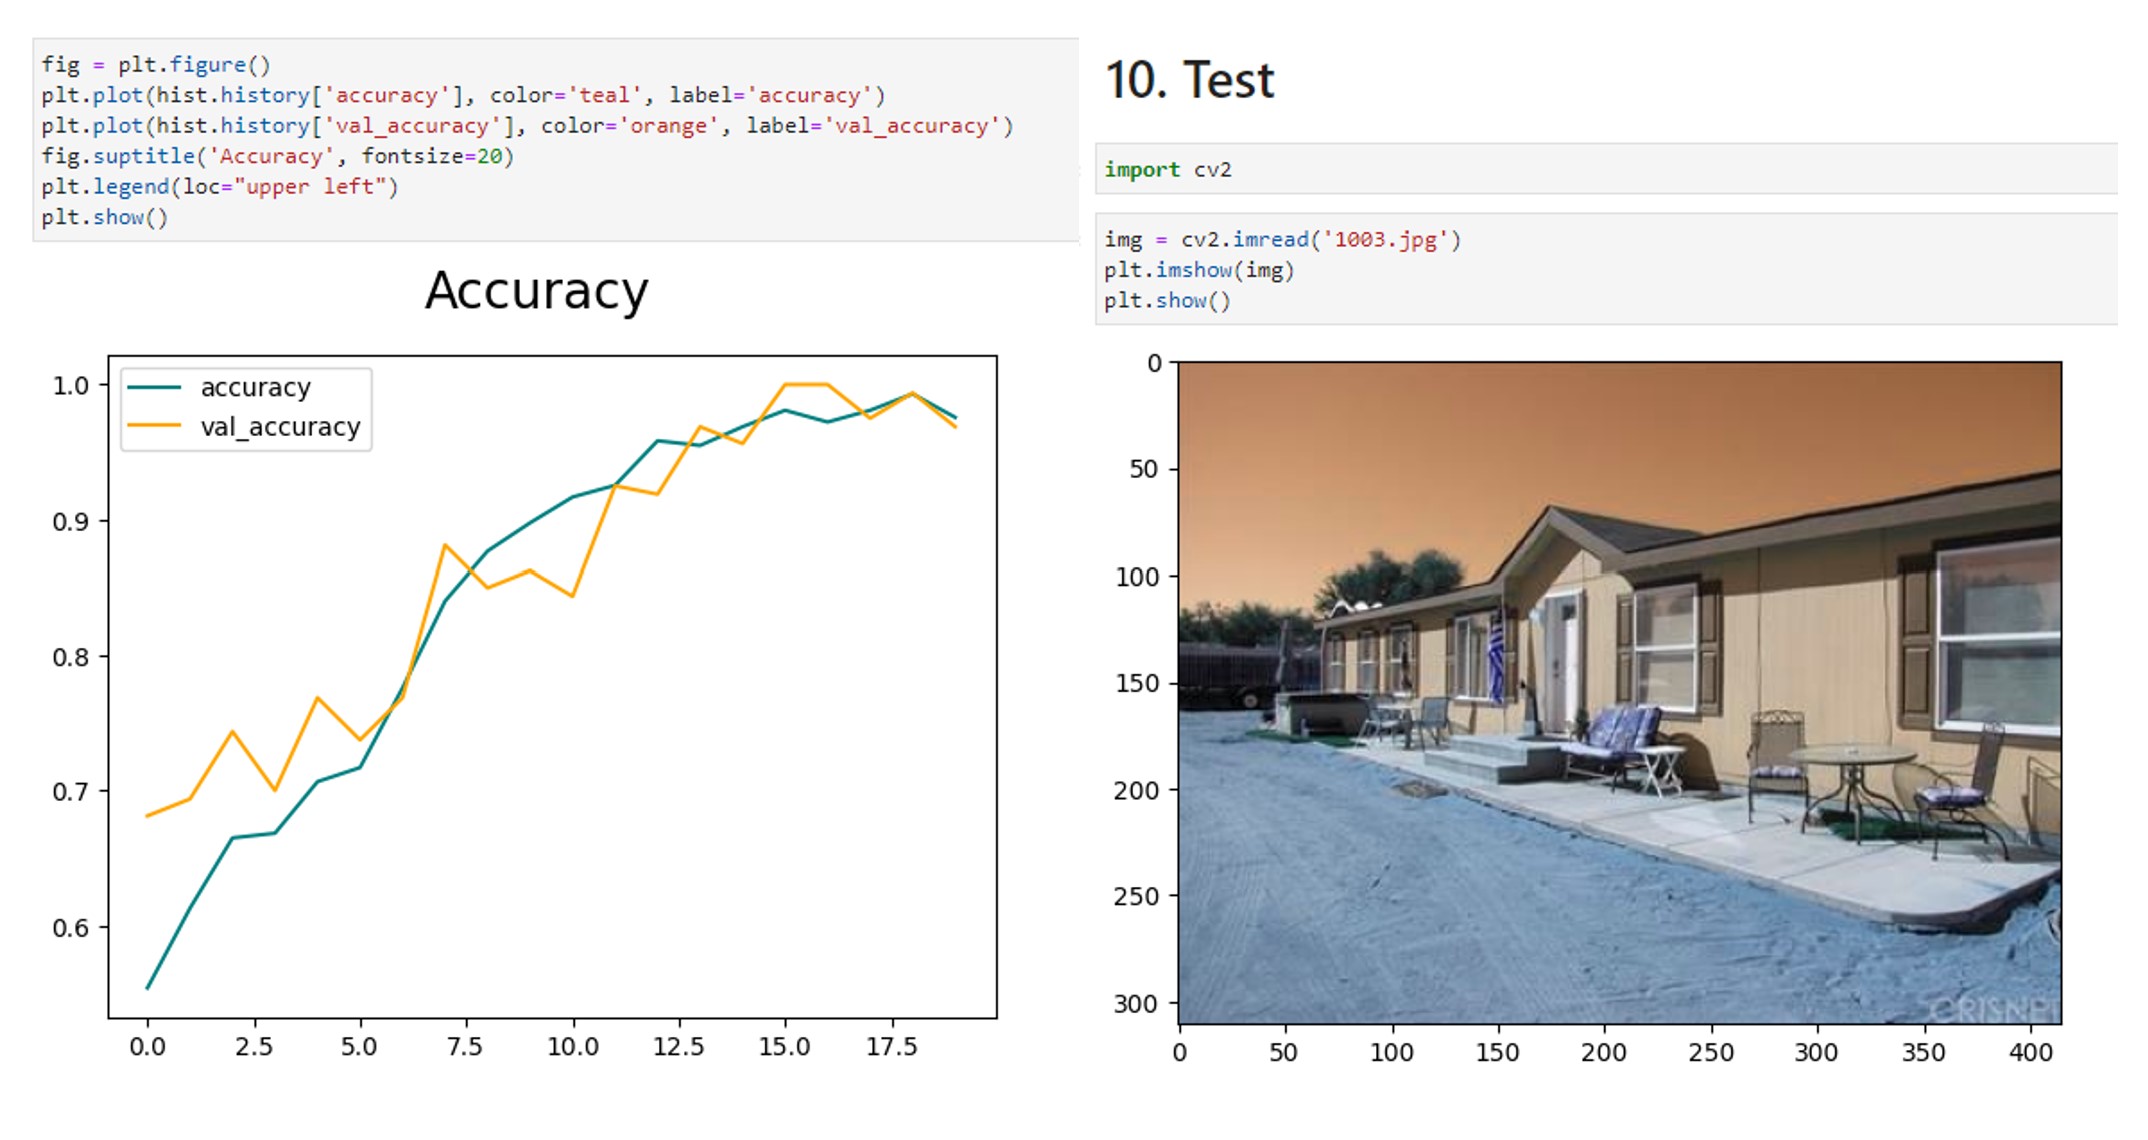 fig = plt.figure()
plt.plot(hist.history['accuracy'], color='teal', label='accuracy')
plt.plot(hist.history['val_accuracy'], color='orange', label='val_accuracy')
fig.suptitle('Accuracy', fontsize=20)
plt.legend(loc="upper left")
plt.show()
Accuracy
accuracy
val_accuracy
1.0
0.9
0.8
0.7
0.6
0.0 2.5 5.0 7.5 10.0 12.5 15.0 17.5
10. Test
import cv2
img = cv2.imread('1003.jpg')
plt.imshow(img)
plt.show()
0
50
100
150
200
250
300
0 50 100 150 200 250 300 350 400